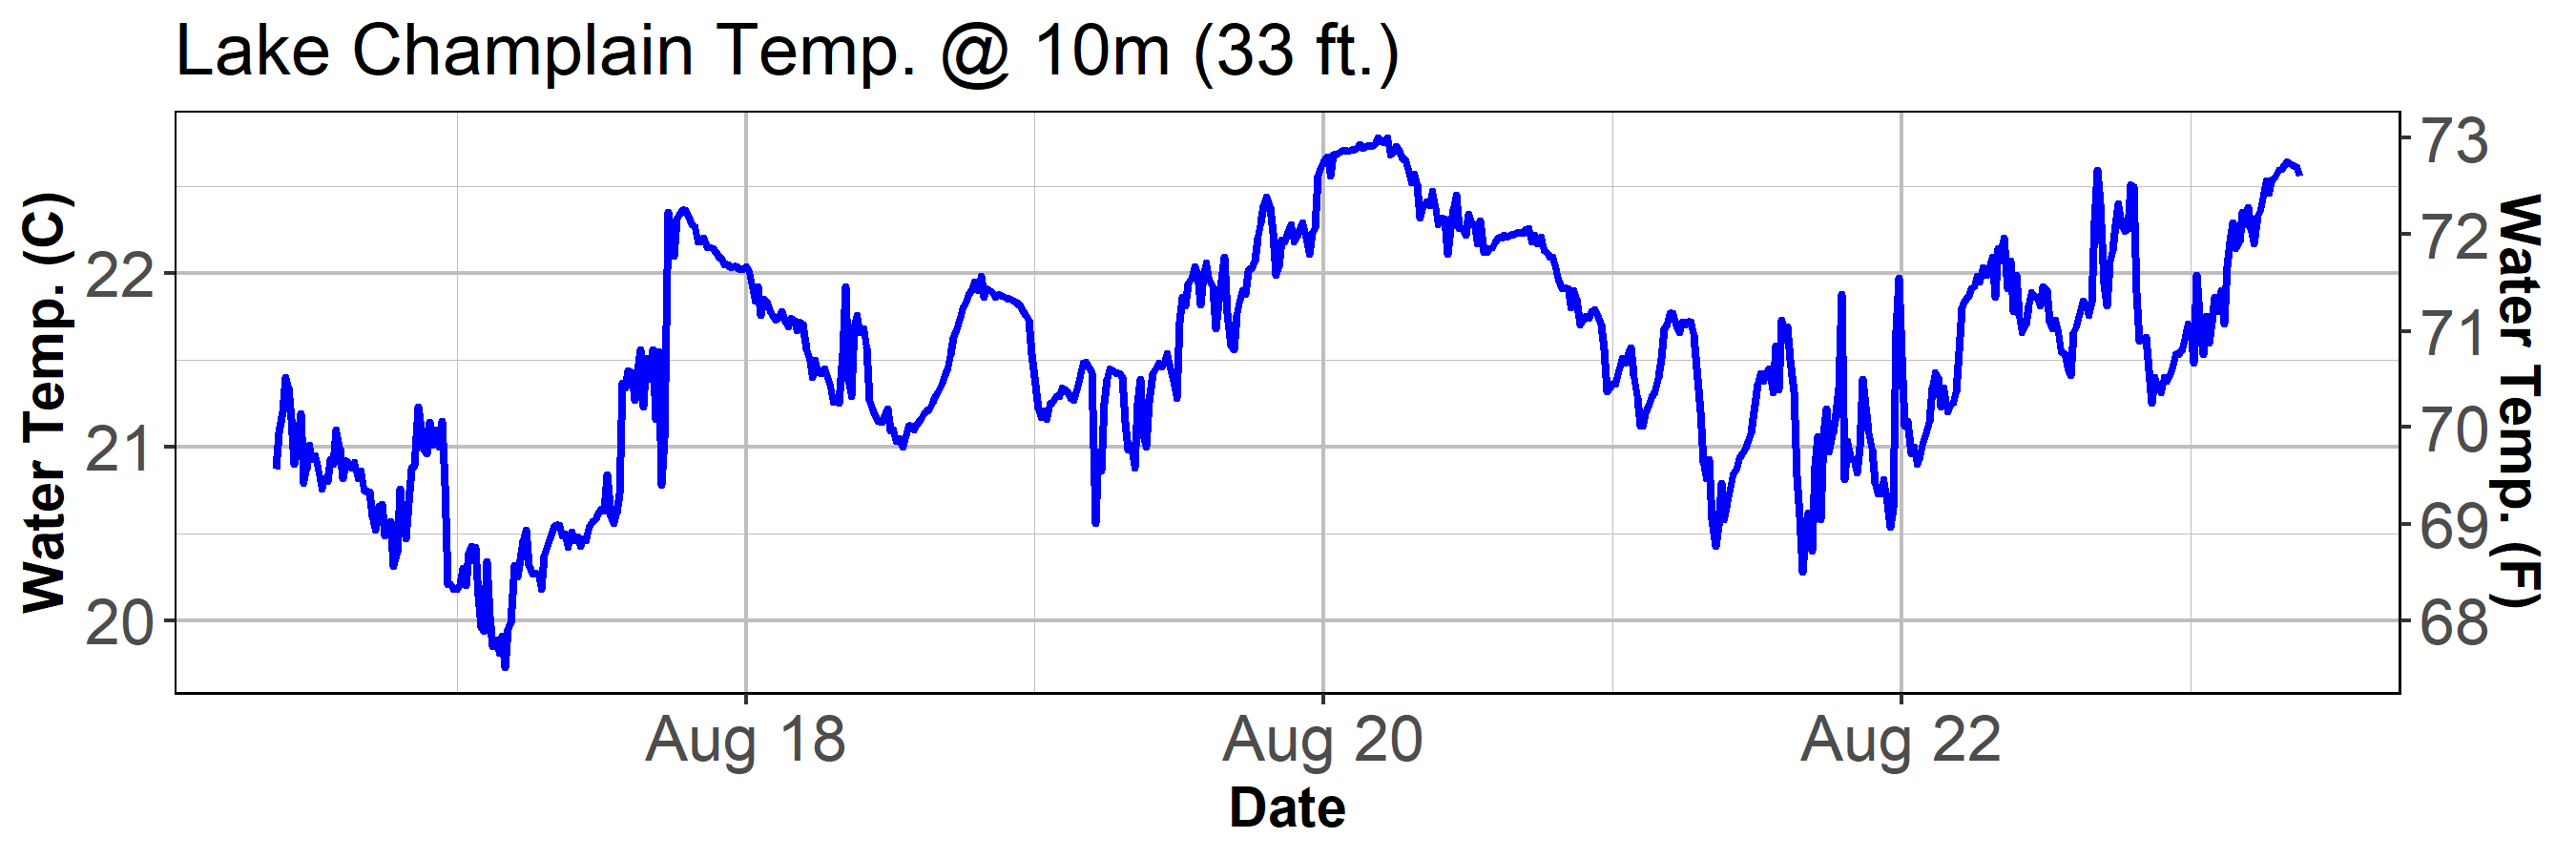 Lake Champlain Temp. @ 10m (33 ft.)
Water Temp. (C)
22
21
20
73
72
71
70
69
68
Water Temp. (F)
Aug 18
Aug 20
Aug 22
Date